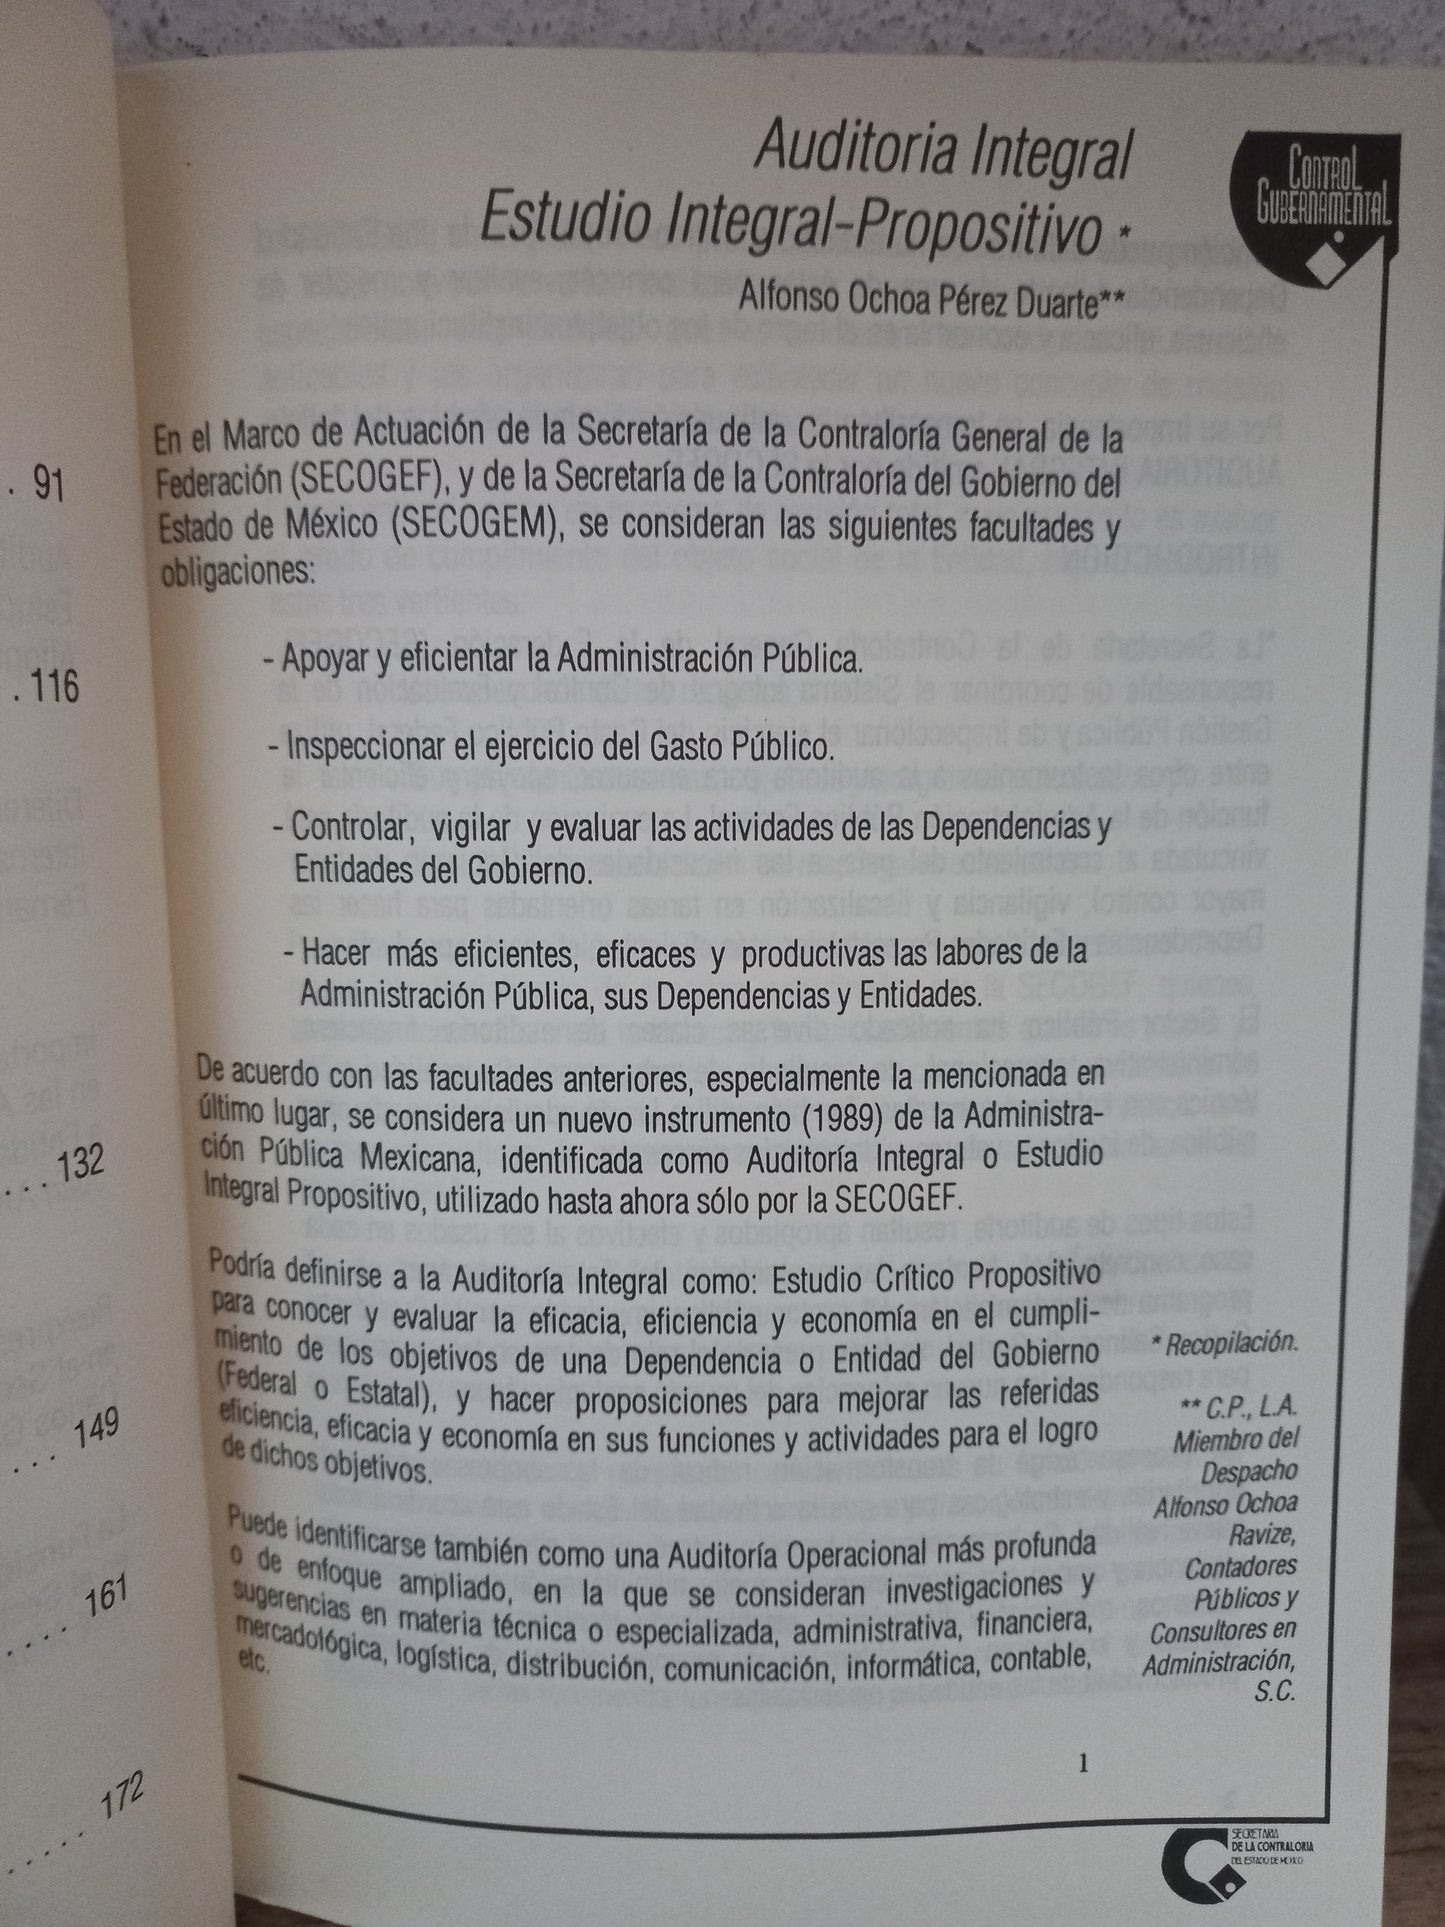 . 91
. 116
. . . 132
. . . 149
. . . . 161
. . . . . 172
Auditoria Integral
Estudio Integral-Propositivo *
Alfonso Ochoa Pérez Duarte**
CONTROL
GUBERNAMENTAL
En el Marco de Actuación de la Secretaría de la Contraloría General de la
Federación (SECOGEF), y de la Secretaría de la Contraloría del Gobierno del
Estado de México (SECOGEM), se consideran las siguientes facultades y
obligaciones:
- Apoyar y eficientar la Administración Pública.
- Inspeccionar el ejercicio del Gasto Público.
- Controlar, vigilar y evaluar las actividades de las Dependencias y
Entidades del Gobierno.
- Hacer más eficientes, eficaces y productivas las labores de la
Administración Pública, sus Dependencias y Entidades.
De acuerdo con las facultades anteriores, especialmente la mencionada en
último lugar, se considera un nuevo instrumento (1989) de la Administra-
ción Pública Mexicana, identificada como Auditoría Integral o Estudio
Integral Propositivo, utilizado hasta ahora sólo por la SECOGEF.
Podría definirse a la Auditoría Integral como: Estudio Crítico Propositivo
para conocer y evaluar la eficacia, eficiencia y economía en el cumpli-
miento de los objetivos de una Dependencia o Entidad del Gobierno
(Federal o Estatal), y hacer proposiciones para mejorar las referidas
eficiencia, eficacia y economía en sus funciones y actividades para el logro
de dichos objetivos.
Puede identificarse también como una Auditoría Operacional más profunda
o de enfoque ampliado, en la que se consideran investigaciones y
sugerencias en materia técnica o especializada, administrativa, financiera,
mercadológica, logística, distribución, comunicación, informática, contable,
etc.
* Recopilación.
** C.P., L.A.
Miembro del
Despacho
Alfonso Ochoa
Ravize,
Contadores
Públicos y
Consultores en
Administración,
S.C.
1
SECRETARIA
DE LA CONTRALORIA
DEL ESTADO DE MEXICO